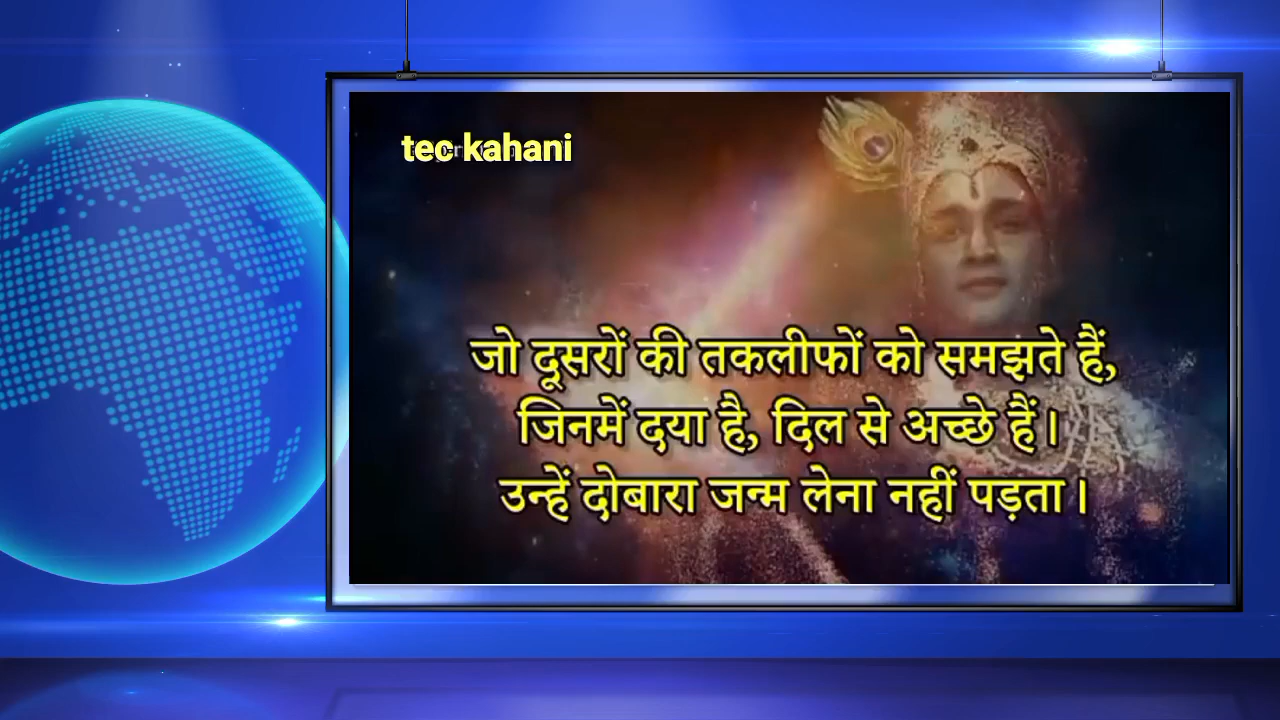 tec kahani
जो दूसरों की तकलीफों को समझते हैं,
जिनमें दया है, दिल से अच्छे हैं।
उन्हें दोबारा जन्म लेना नहीं पड़ता।